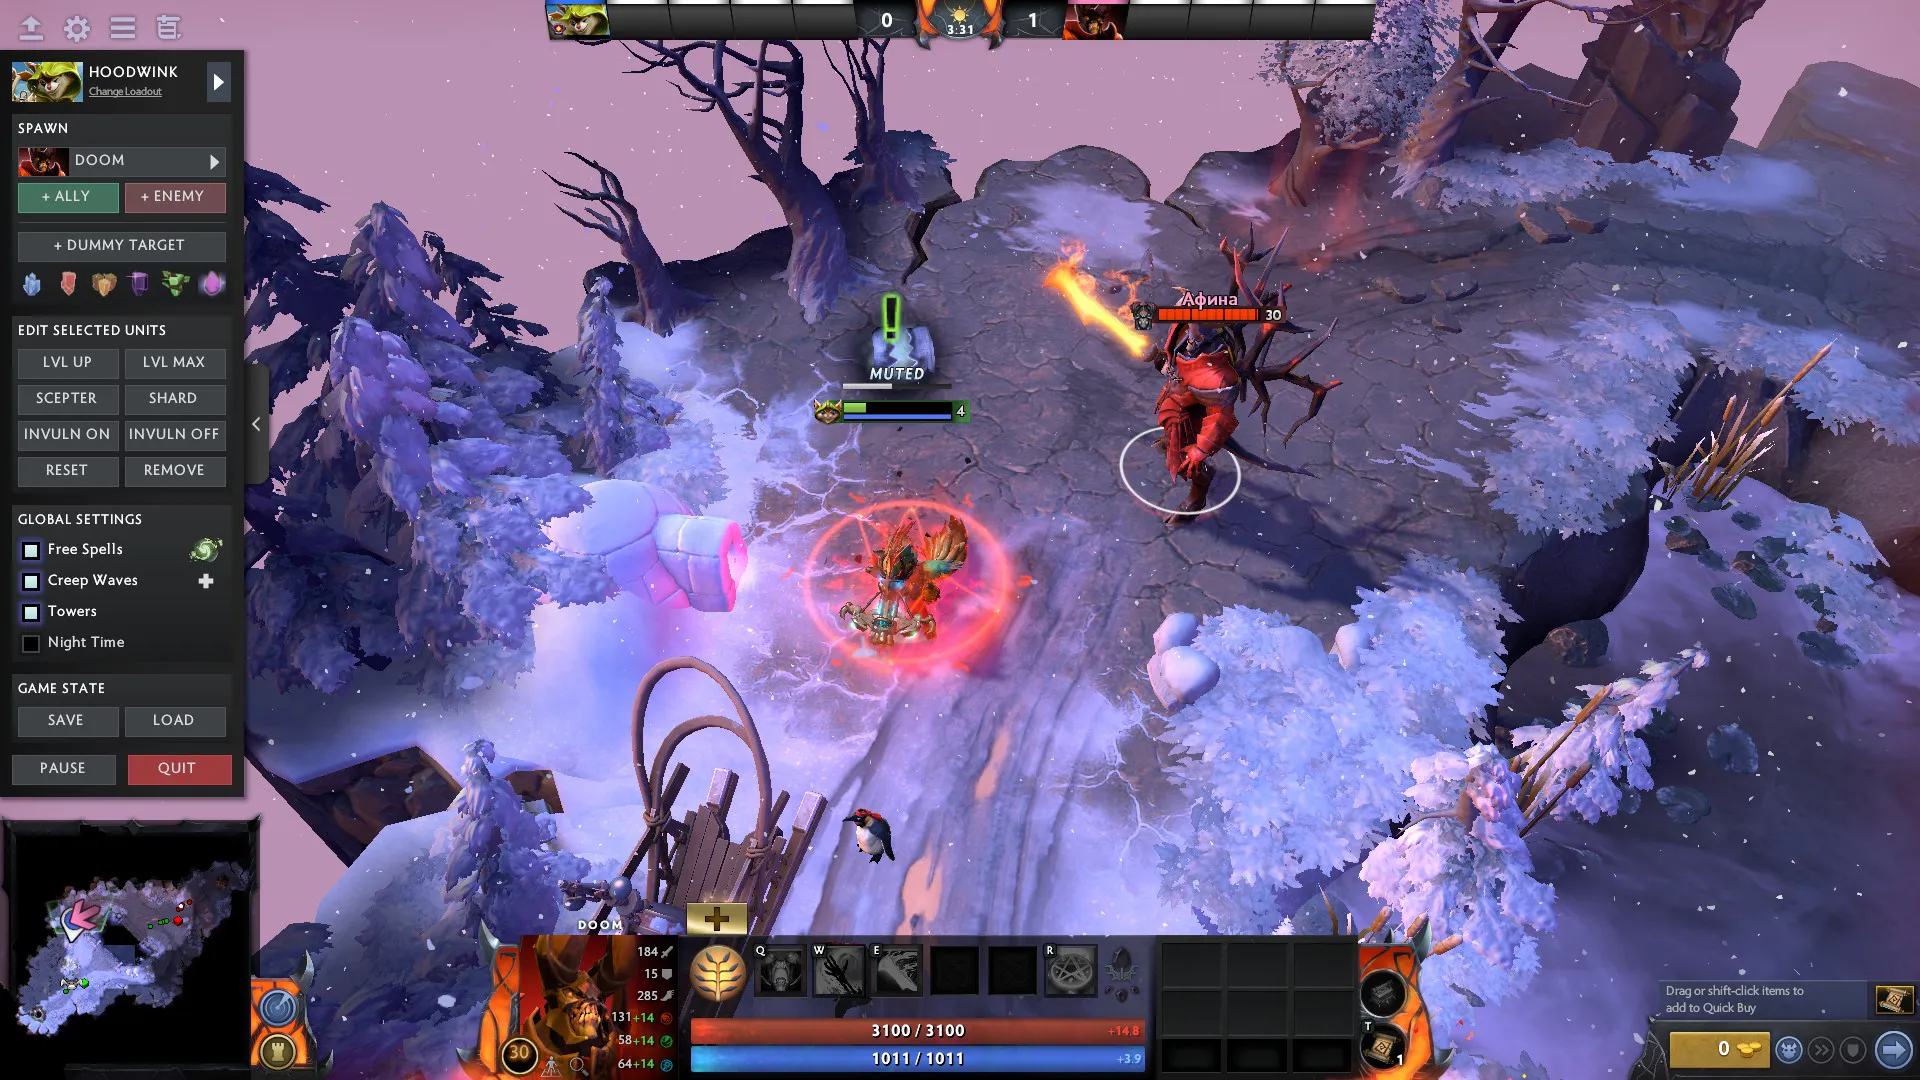 0
3:31
1
HOODWINK
Change Loadout
SPAWN
DOOM
+ ALLY
+ ENEMY
+ DUMMY TARGET
EDIT SELECTED UNITS
LVL UP
LVL MAX
SCEPTER
SHARD
INVULN ON
INVULN OFF
RESET
REMOVE
GLOBAL SETTINGS
Free Spells
Creep Waves
Towers
Night Time
GAME STATE
SAVE
LOAD
PAUSE
QUIT
Афина
30
MUTED
4
DOOM
184
15
285
131+14
58+14
64+14
30
Q
W
E
R
3100 / 3100
+14.8
1011 / 1011
+3.9
T
1
Drag or shift-click items to
add to Quick Buy
0